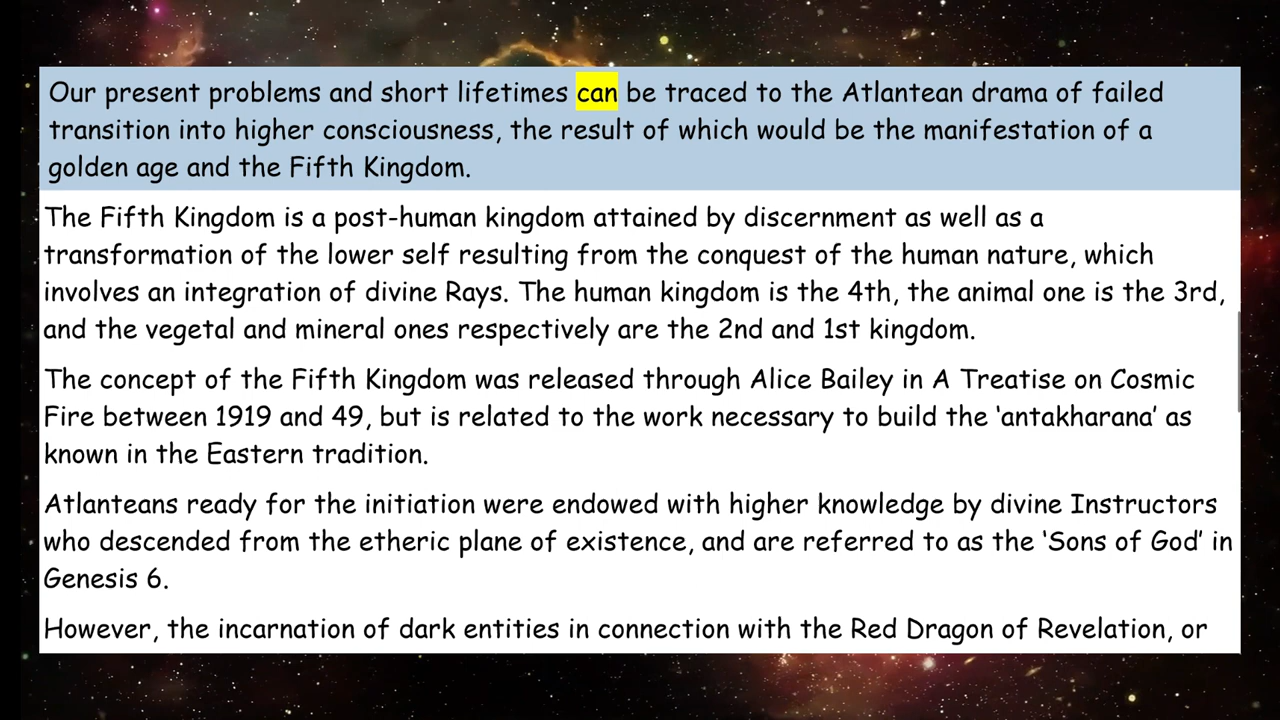 Our present problems and short lifetimes can be traced to the Atlantean drama of failed
transition into higher consciousness, the result of which would be the manifestation of a
golden age and the Fifth Kingdom.
The Fifth Kingdom is a post-human kingdom attained by discernment as well as a
transformation of the lower self resulting from the conquest of the human nature, which
involves an integration of divine Rays. The human kingdom is the 4th, the animal one is the 3rd,
and the vegetal and mineral ones respectively are the 2nd and 1st kingdom.
The concept of the Fifth Kingdom was released through Alice Bailey in A Treatise on Cosmic
Fire between 1919 and 49, but is related to the work necessary to build the ‘antakharana’ as
known in the Eastern tradition.
Atlanteans ready for the initiation were endowed with higher knowledge by divine Instructors
who descended from the etheric plane of existence, and are referred to as the ‘Sons of God’ in
Genesis 6.
However, the incarnation of dark entities in connection with the Red Dragon of Revelation, or